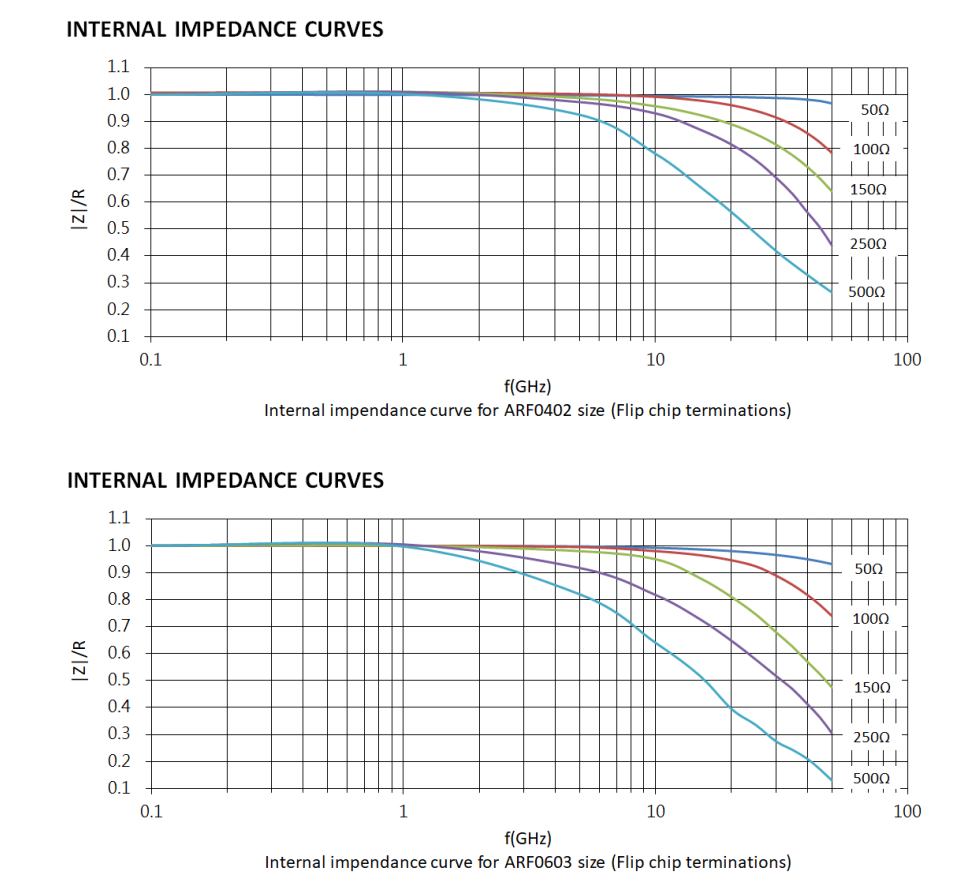 INTERNAL IMPEDANCE CURVES
1.1
1.0
0.9
0.8
0.7
0.6
0.5
0.4
0.3
0.2
0.1
|Z|/R
50Ω
100Ω
150Ω
250Ω
500Ω
0.1 1 10 100
f(GHz)
Internal impendance curve for ARF0402 size (Flip chip terminations)
INTERNAL IMPEDANCE CURVES
1.1
1.0
0.9
0.8
0.7
0.6
0.5
0.4
0.3
0.2
0.1
|Z|/R
50Ω
100Ω
150Ω
250Ω
500Ω
0.1 1 10 100
f(GHz)
Internal impendance curve for ARF0603 size (Flip chip terminations)